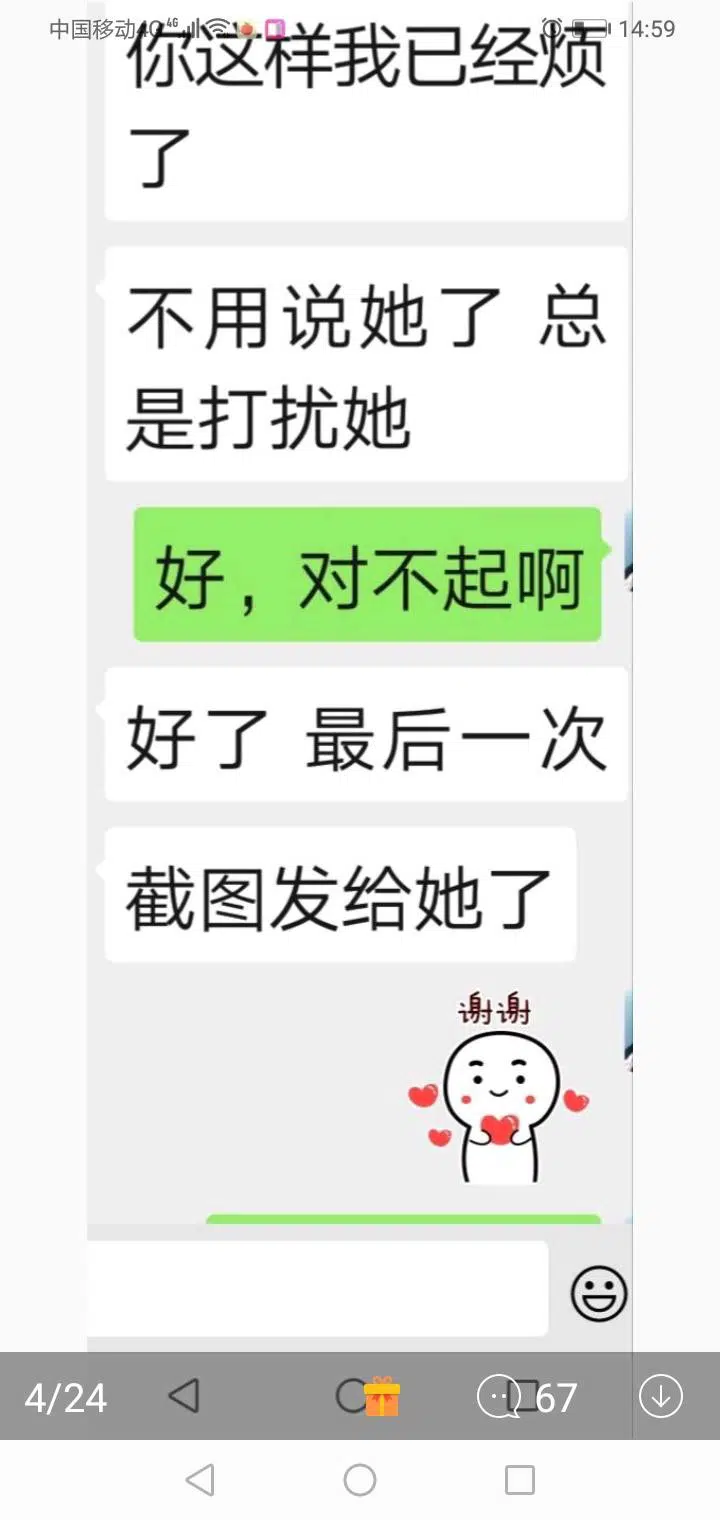 中国移动4G 46 14:59
你这样我已经烦
了
不用说她了 总
是打扰她
好，对不起啊
好了 最后一次
截图发给她了
谢谢
4/24 67